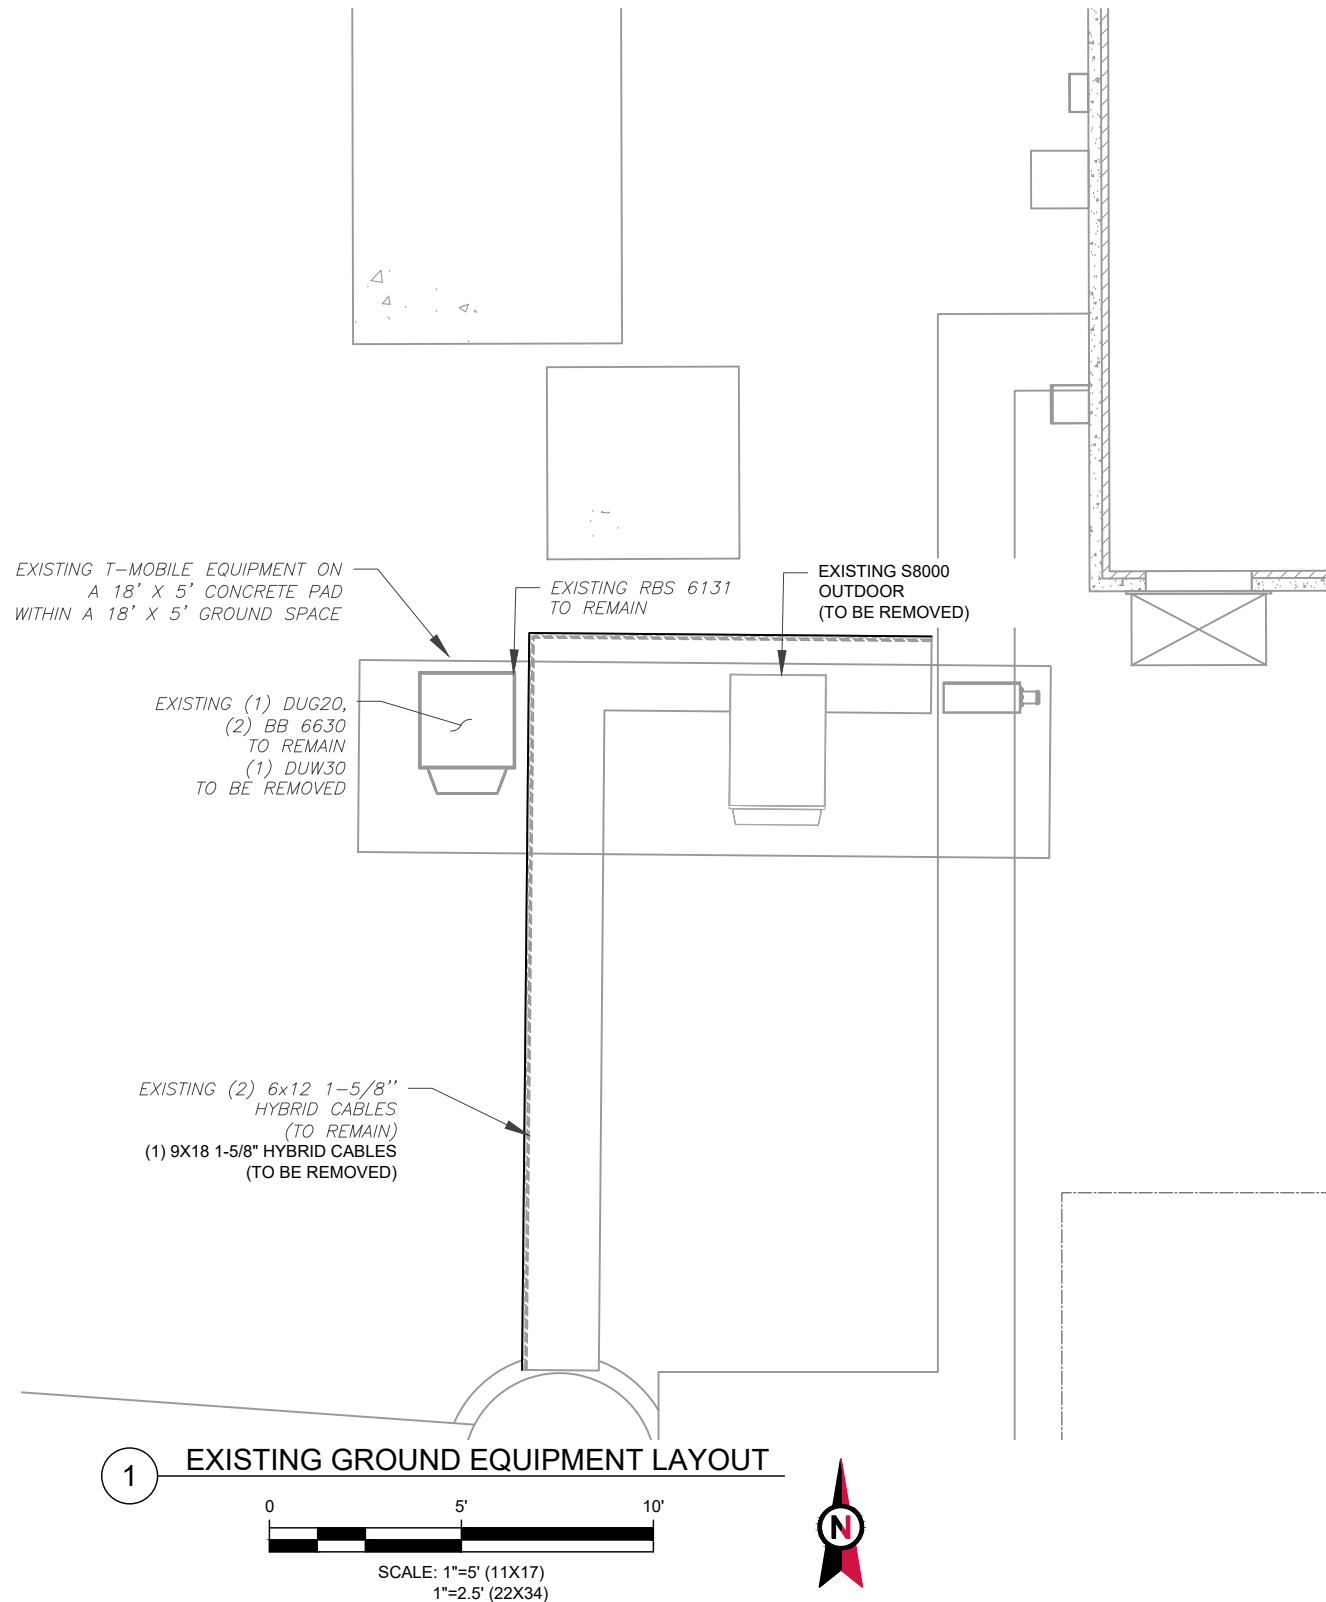 EXISTING T-MOBILE EQUIPMENT ON
A 18' X 5' CONCRETE PAD
WITHIN A 18' X 5' GROUND SPACE
EXISTING RBS 6131
TO REMAIN
EXISTING S8000
OUTDOOR
(TO BE REMOVED)
EXISTING (1) DUG20,
(2) BB 6630
TO REMAIN
(1) DUW30
TO BE REMOVED
EXISTING (2) 6x12 1-5/8''
HYBRID CABLES
(TO REMAIN)
(1) 9X18 1-5/8" HYBRID CABLES
(TO BE REMOVED)
1
EXISTING GROUND EQUIPMENT LAYOUT
0 5' 10'
SCALE: 1"=5' (11X17)
1"=2.5' (22X34)
N